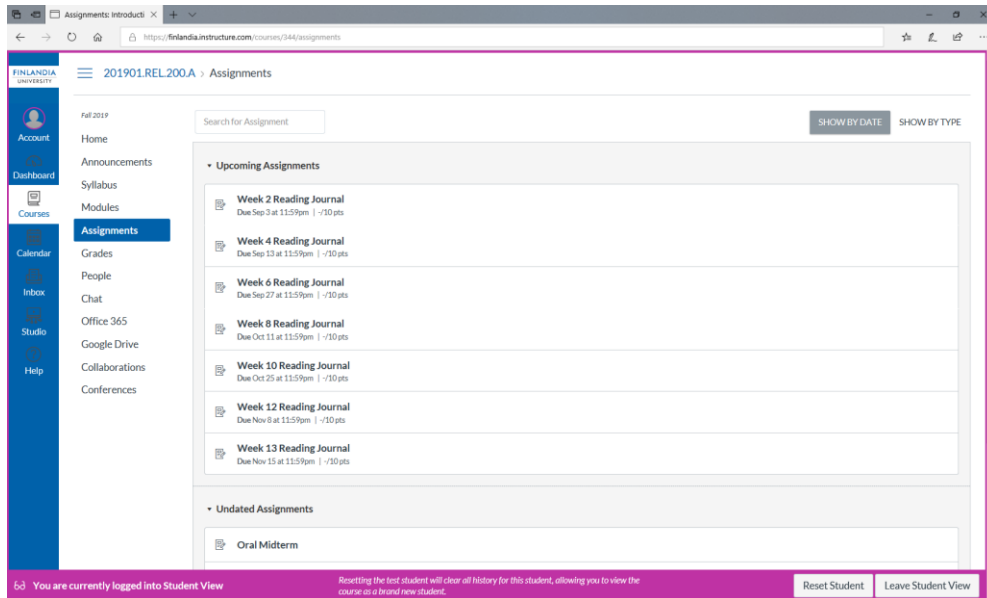 Assignments: Introducti
https://finlandia.instructure.com/courses/344/assignments
FINLANDIA
UNIVERSITY
201901.REL.200.A › Assignments
Account
Dashboard
Courses
Calendar
Inbox
Studio
Help
Fall 2019
Home
Announcements
Syllabus
Modules
Assignments
Grades
People
Chat
Office 365
Google Drive
Collaborations
Conferences
Search for Assignment
SHOW BY DATE
SHOW BY TYPE
Upcoming Assignments
Week 2 Reading Journal
Due Sep 3 at 11:59pm | -/10 pts
Week 4 Reading Journal
Due Sep 13 at 11:59pm | -/10 pts
Week 6 Reading Journal
Due Sep 27 at 11:59pm | -/10 pts
Week 8 Reading Journal
Due Oct 11 at 11:59pm | -/10 pts
Week 10 Reading Journal
Due Oct 25 at 11:59pm | -/10 pts
Week 12 Reading Journal
Due Nov 8 at 11:59pm | -/10 pts
Week 13 Reading Journal
Due Nov 15 at 11:59pm | -/10 pts
Undated Assignments
Oral Midterm
You are currently logged into Student View
Resetting the test student will clear all history for this student, allowing you to view the
course as a brand new student.
Reset Student
Leave Student View